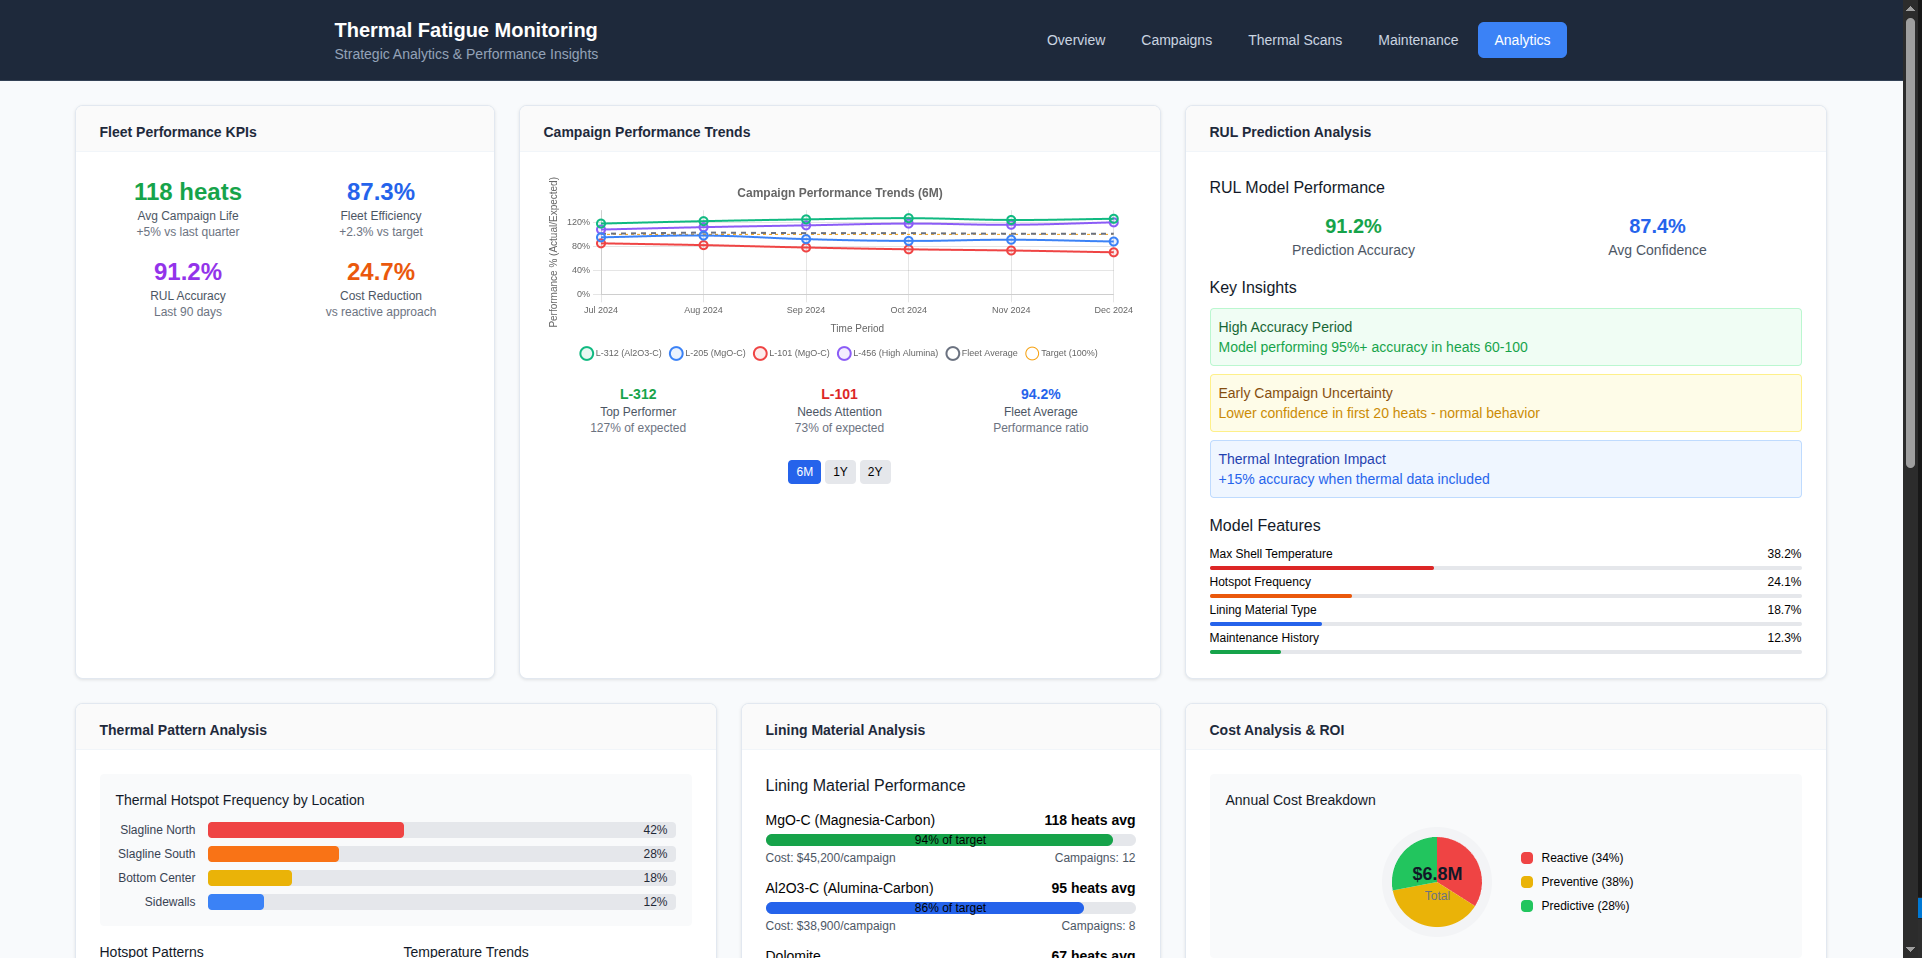 Thermal Fatigue Monitoring
Strategic Analytics & Performance Insights
Overview
Campaigns
Thermal Scans
Maintenance
Analytics
Fleet Performance KPIs
118 heats
Avg Campaign Life
+5% vs last quarter
87.3%
Fleet Efficiency
+2.3% vs target
91.2%
RUL Accuracy
Last 90 days
24.7%
Cost Reduction
vs reactive approach
Campaign Performance Trends
Campaign Performance Trends (6M)
Performance % (Actual/Expected)
120%
80%
40%
0%
Jul 2024
Aug 2024
Sep 2024
Oct 2024
Nov 2024
Dec 2024
Time Period
L-312 (Al2O3-C)
L-205 (MgO-C)
L-101 (MgO-C)
L-456 (High Alumina)
Fleet Average
Target (100%)
L-312
Top Performer
127% of expected
L-101
Needs Attention
73% of expected
94.2%
Fleet Average
Performance ratio
6M
1Y
2Y
RUL Prediction Analysis
RUL Model Performance
91.2%
Prediction Accuracy
87.4%
Avg Confidence
Key Insights
High Accuracy Period
Model performing 95%+ accuracy in heats 60-100
Early Campaign Uncertainty
Lower confidence in first 20 heats - normal behavior
Thermal Integration Impact
+15% accuracy when thermal data included
Model Features
Max Shell Temperature 38.2%
Hotspot Frequency 24.1%
Lining Material Type 18.7%
Maintenance History 12.3%
Thermal Pattern Analysis
Thermal Hotspot Frequency by Location
Slagline North 42%
Slagline South 28%
Bottom Center 18%
Sidewalls 12%
Hotspot Patterns
Temperature Trends
Lining Material Analysis
Lining Material Performance
MgO-C (Magnesia-Carbon) 118 heats avg
94% of target
Cost: $45,200/campaign Campaigns: 12
Al2O3-C (Alumina-Carbon) 95 heats avg
86% of target
Cost: $38,900/campaign Campaigns: 8
Dolomite 67 heats avg
Cost Analysis & ROI
Annual Cost Breakdown
$6.8M
Total
Reactive (34%)
Preventive (38%)
Predictive (28%)